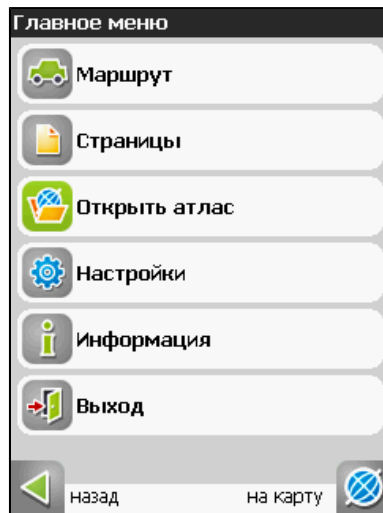 Главное меню
Маршрут
Страницы
Открыть атлас
Настройки
Информация
Выход
назад на карту